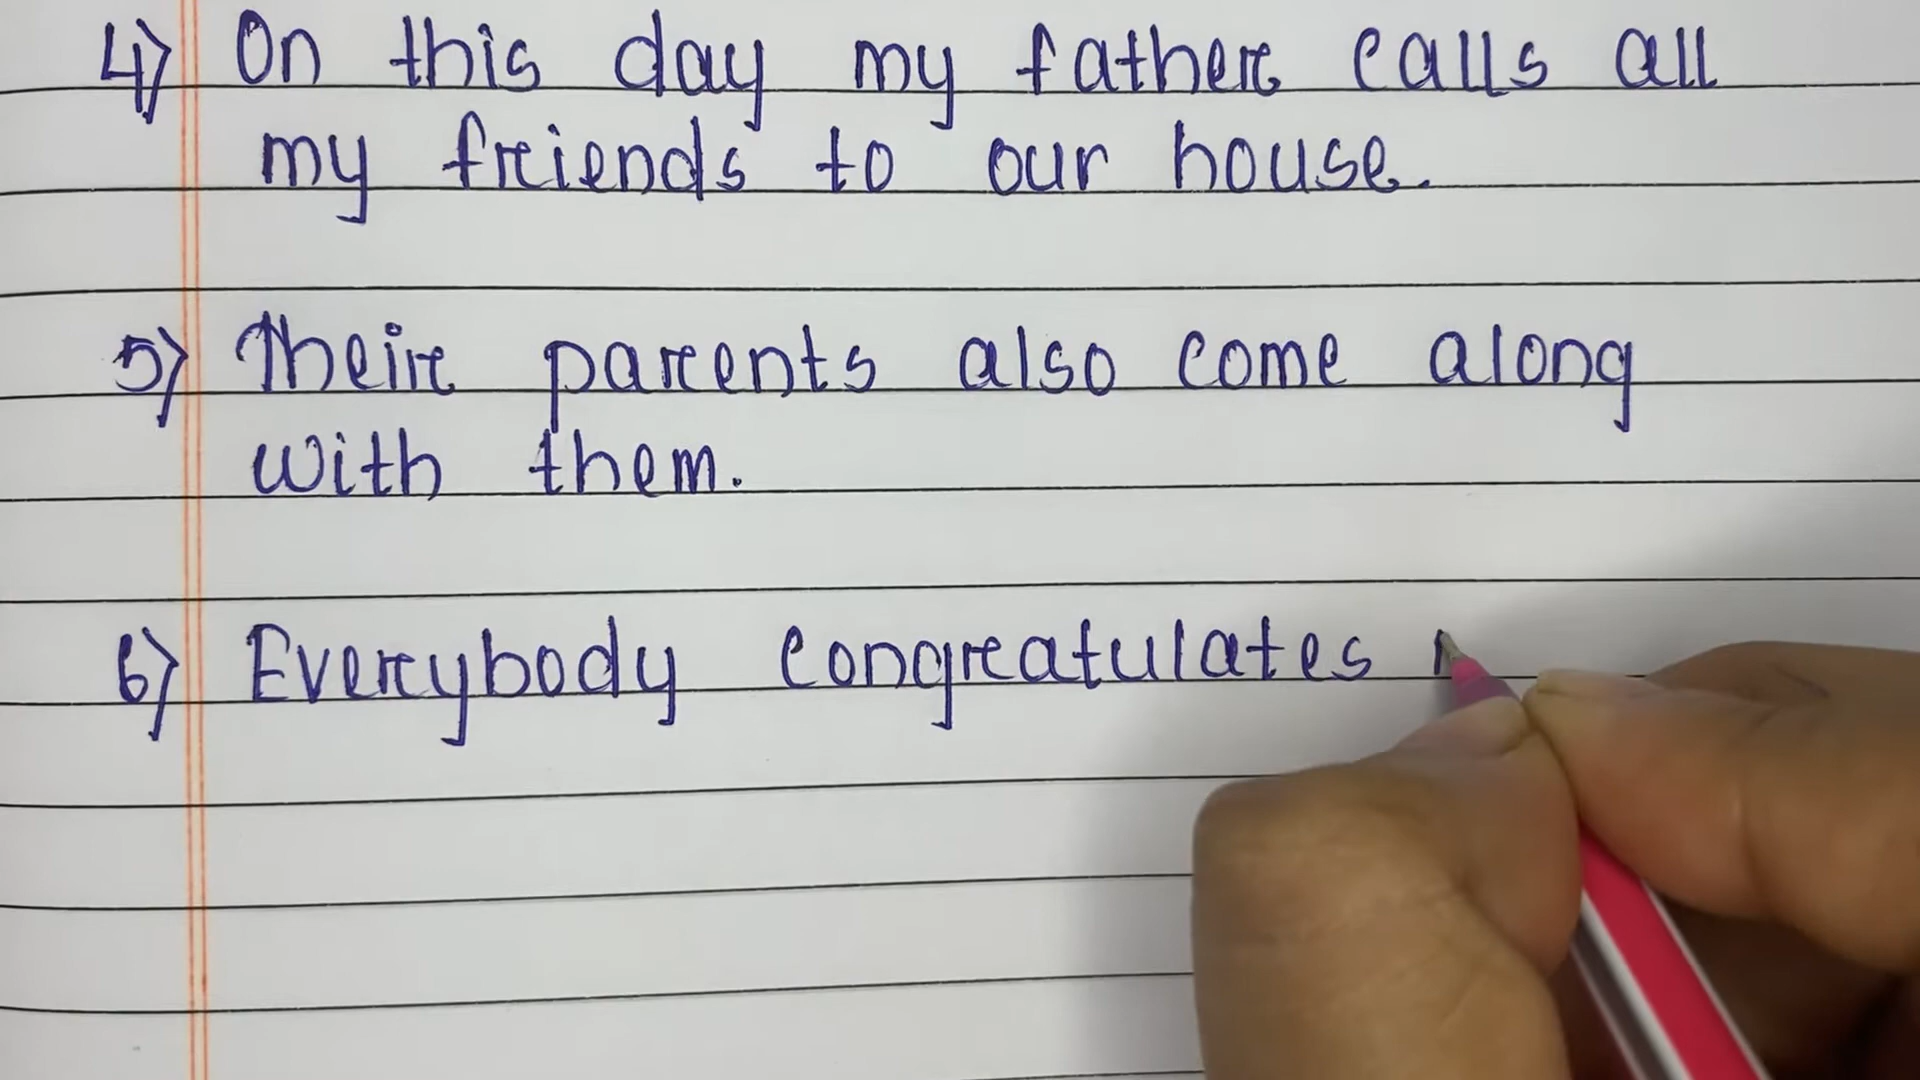 4) On this day my father calls all
my friends to our house.
5) Their parents also come along
with them.
6) Everybody congratulates